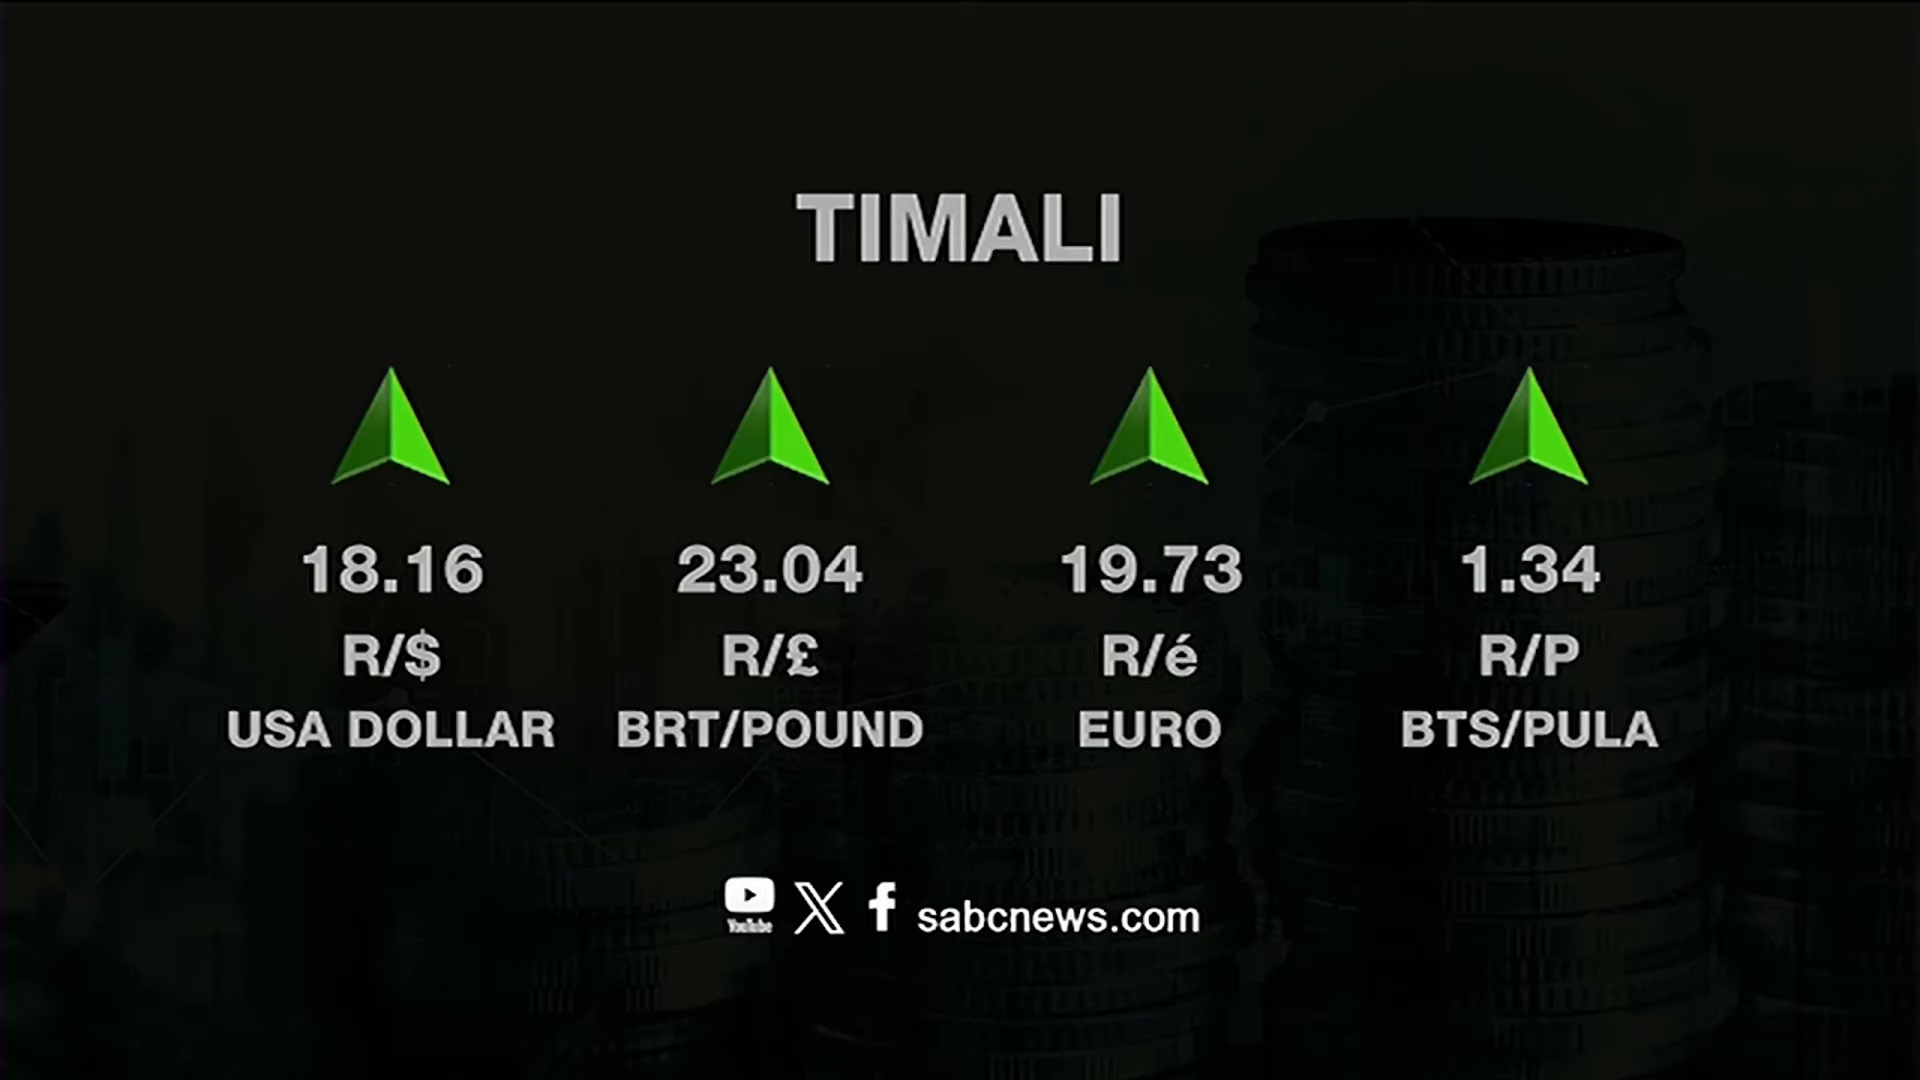 TIMALI
18.16 23.04 19.73 1.34
R/$ R/£ R/é R/P
USA DOLLAR BRT/POUND EURO BTS/PULA
YouTube X f sabcnews.com